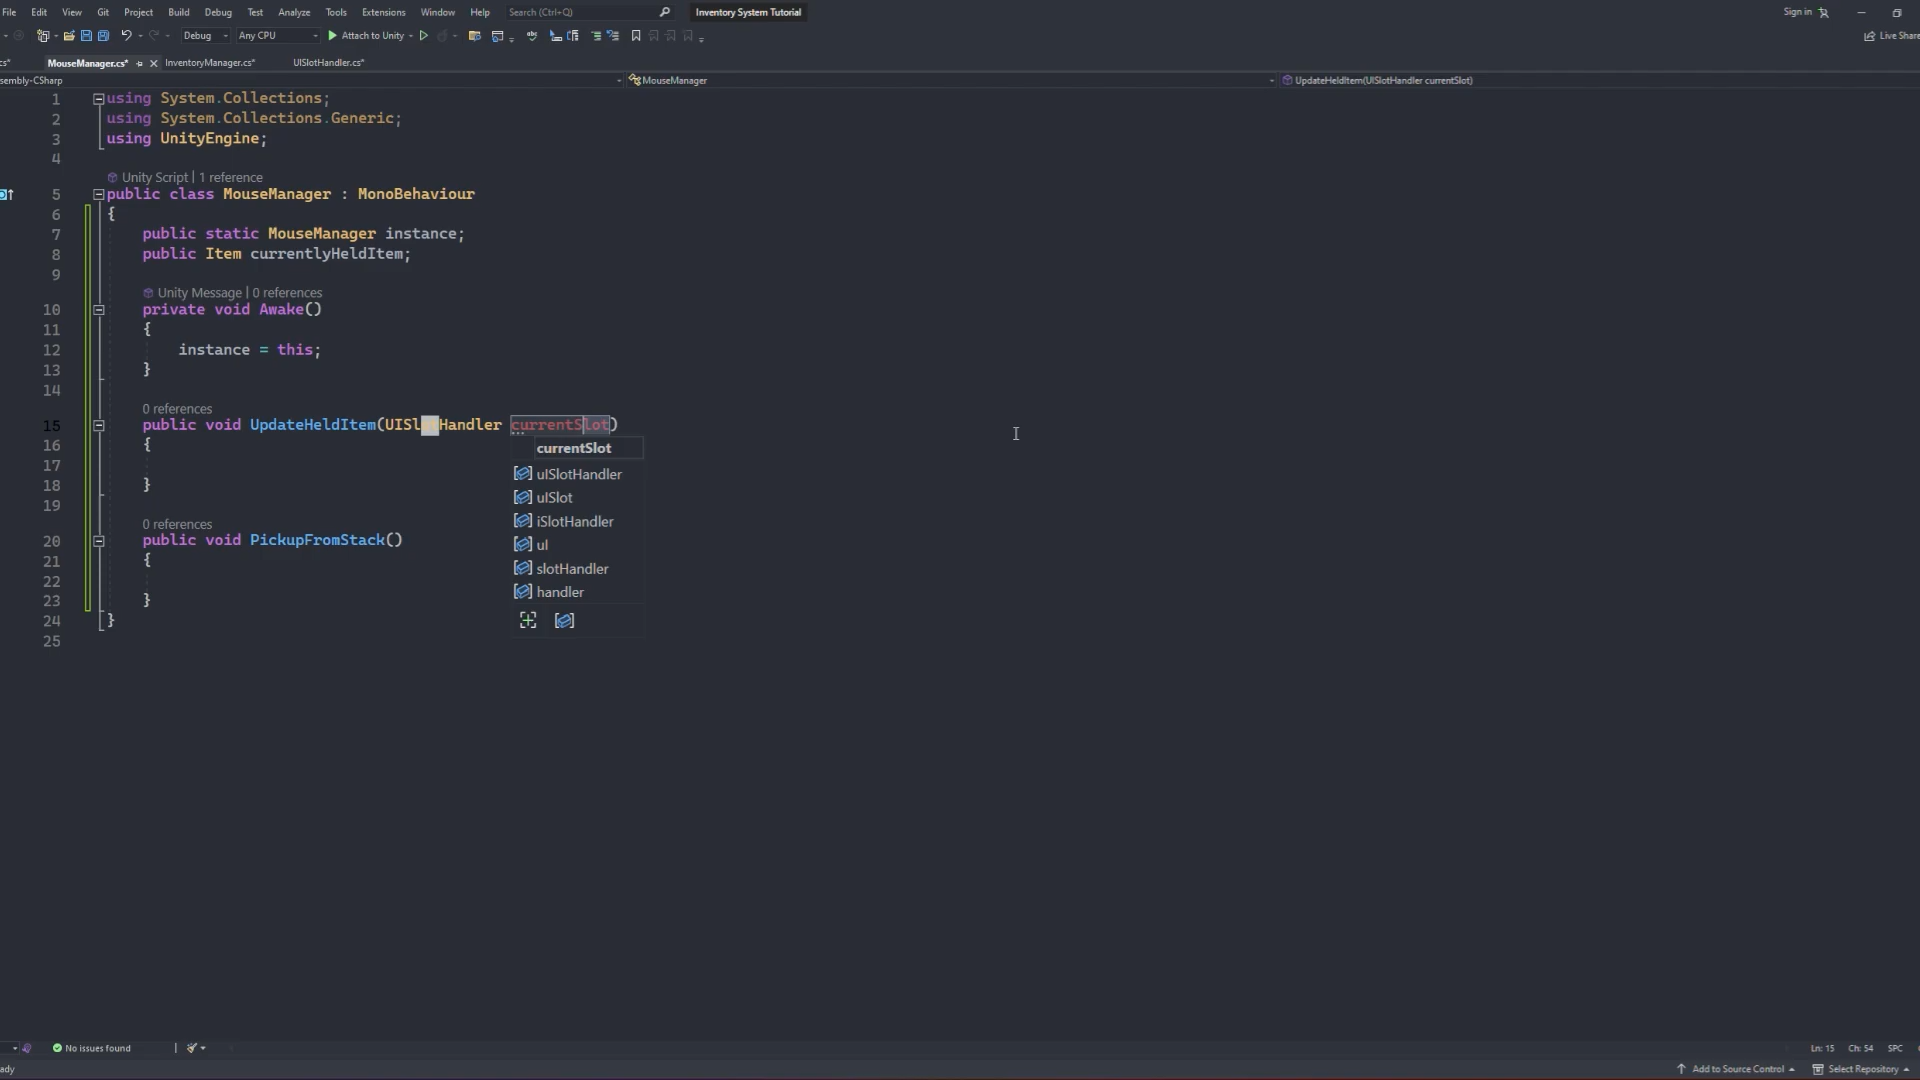 File Edit View Git Project Build Debug Test Analyze Tools Extensions Window Help Search (Ctrl+Q) Inventory System Tutorial Sign in
Debug Any CPU Attach to Unity Live Share
cs* MouseManager.cs* InventoryManager.cs* UISlotHandler.cs*
sembly-CSharp MouseManager UpdateHeldItem(UISlotHandler currentSlot)
1 using System.Collections;
2 using System.Collections.Generic;
3 using UnityEngine;
4
Unity Script | 1 reference
5 public class MouseManager : MonoBehaviour
6 {
7 public static MouseManager instance;
8 public Item currentlyHeldItem;
9
Unity Message | 0 references
10 private void Awake()
11 {
12 instance = this;
13 }
14
0 references
15 public void UpdateHeldItem(UISlotHandler currentSlot)
16 {
17
18 }
19
0 references
20 public void PickupFromStack()
21 {
22
23 }
24 }
25
currentSlot
uISlotHandler
uISlot
iSlotHandler
uI
slotHandler
handler
No issues found Ln: 15 Ch: 54 SPC
ady Add to Source Control Select Repository